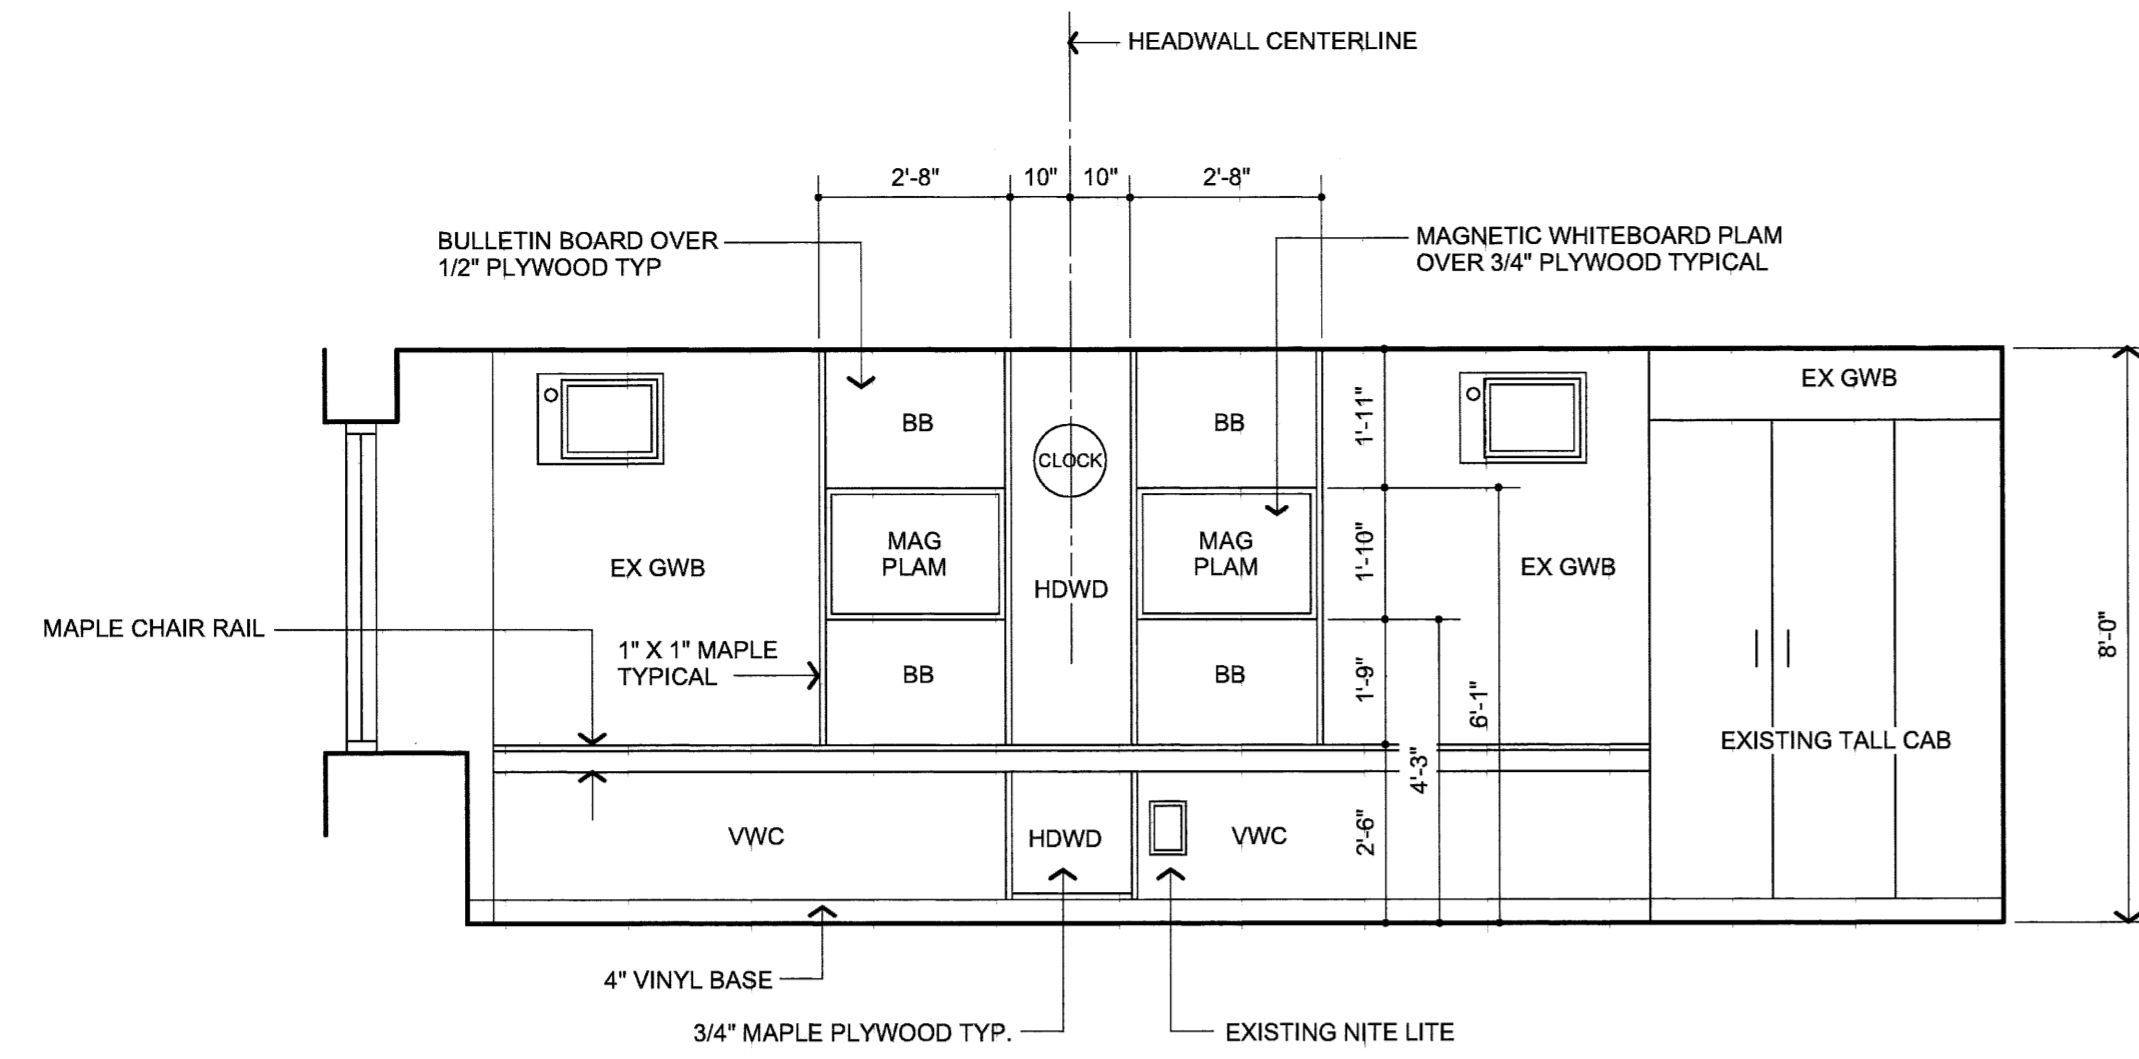 HEADWALL CENTERLINE
2'-8" 10" 10" 2'-8"
BULLETIN BOARD OVER
1/2" PLYWOOD TYP
MAGNETIC WHITEBOARD PLAM
OVER 3/4" PLYWOOD TYPICAL
EX GWB
BB
BB
1'-11"
CLOCK
MAG
PLAM
MAG
PLAM
1'-10"
EX GWB
EX GWB
HDWD
MAPLE CHAIR RAIL
1" X 1" MAPLE
TYPICAL
BB
BB
1'-9"
6'-1"
8'-0"
EXISTING TALL CAB
4'-3"
VWC
HDWD
VWC
2'-6"
4" VINYL BASE
3/4" MAPLE PLYWOOD TYP.
EXISTING NITE LITE